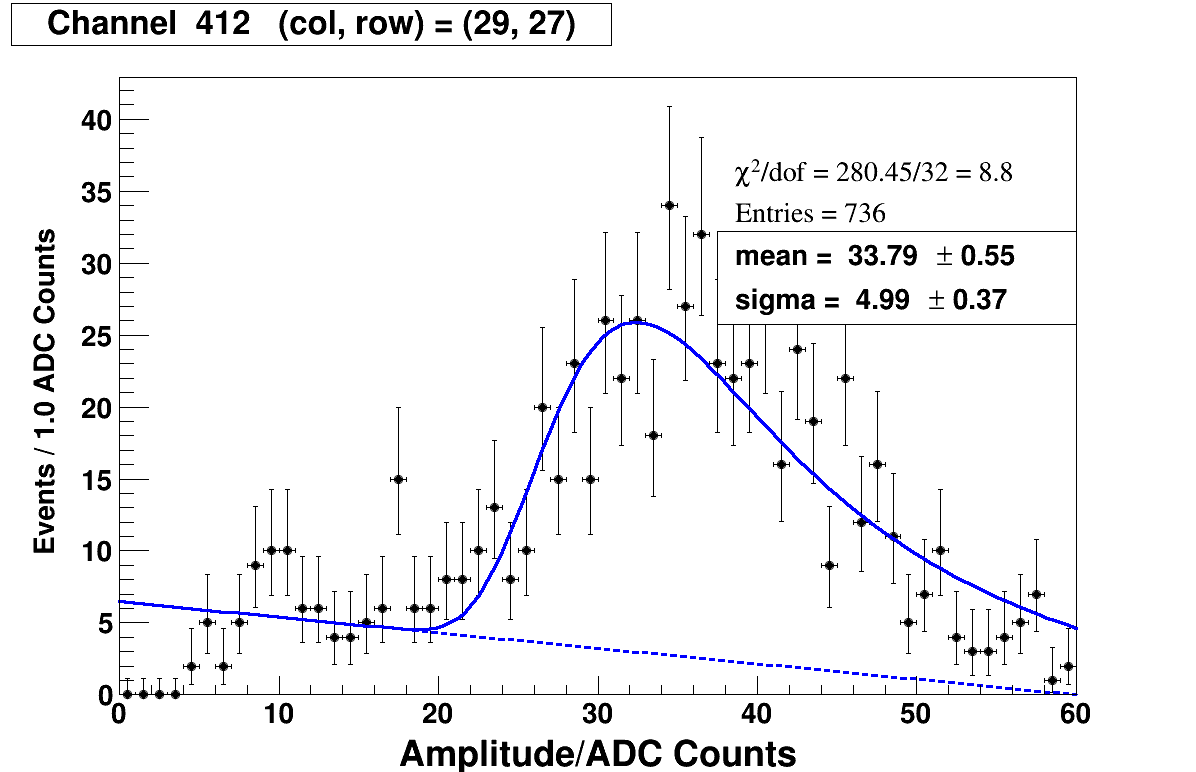 Channel 412 (col, row) = (29, 27)
χ²/dof = 280.45/32 = 8.8
Entries = 736
mean = 33.79 ± 0.55
sigma = 4.99 ± 0.37
Events / 1.0 ADC Counts
40
35
30
25
20
15
10
5
0
0 10 20 30 40 50 60
Amplitude/ADC Counts